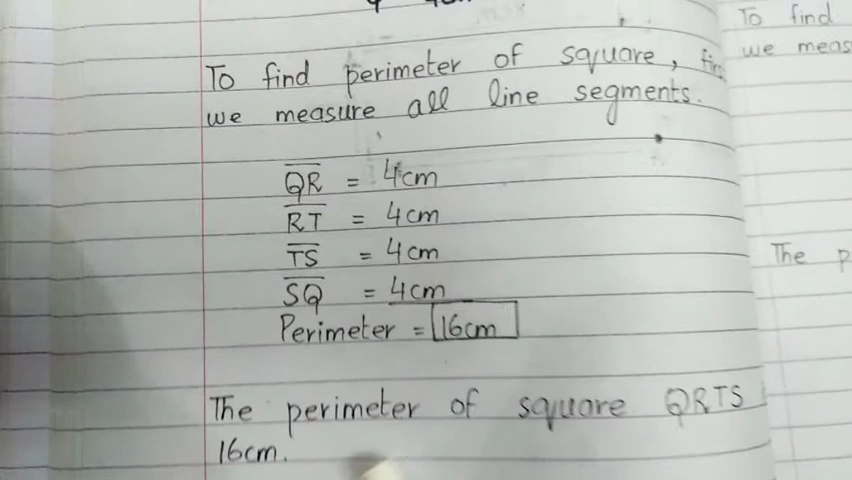 To find perimeter of square, firs
we measure all line segments.
QR = 4cm
RT = 4cm
TS = 4cm
SQ = 4cm
Perimeter = 16cm
The perimeter of square QRTS
16cm.
To find
we meas
The p